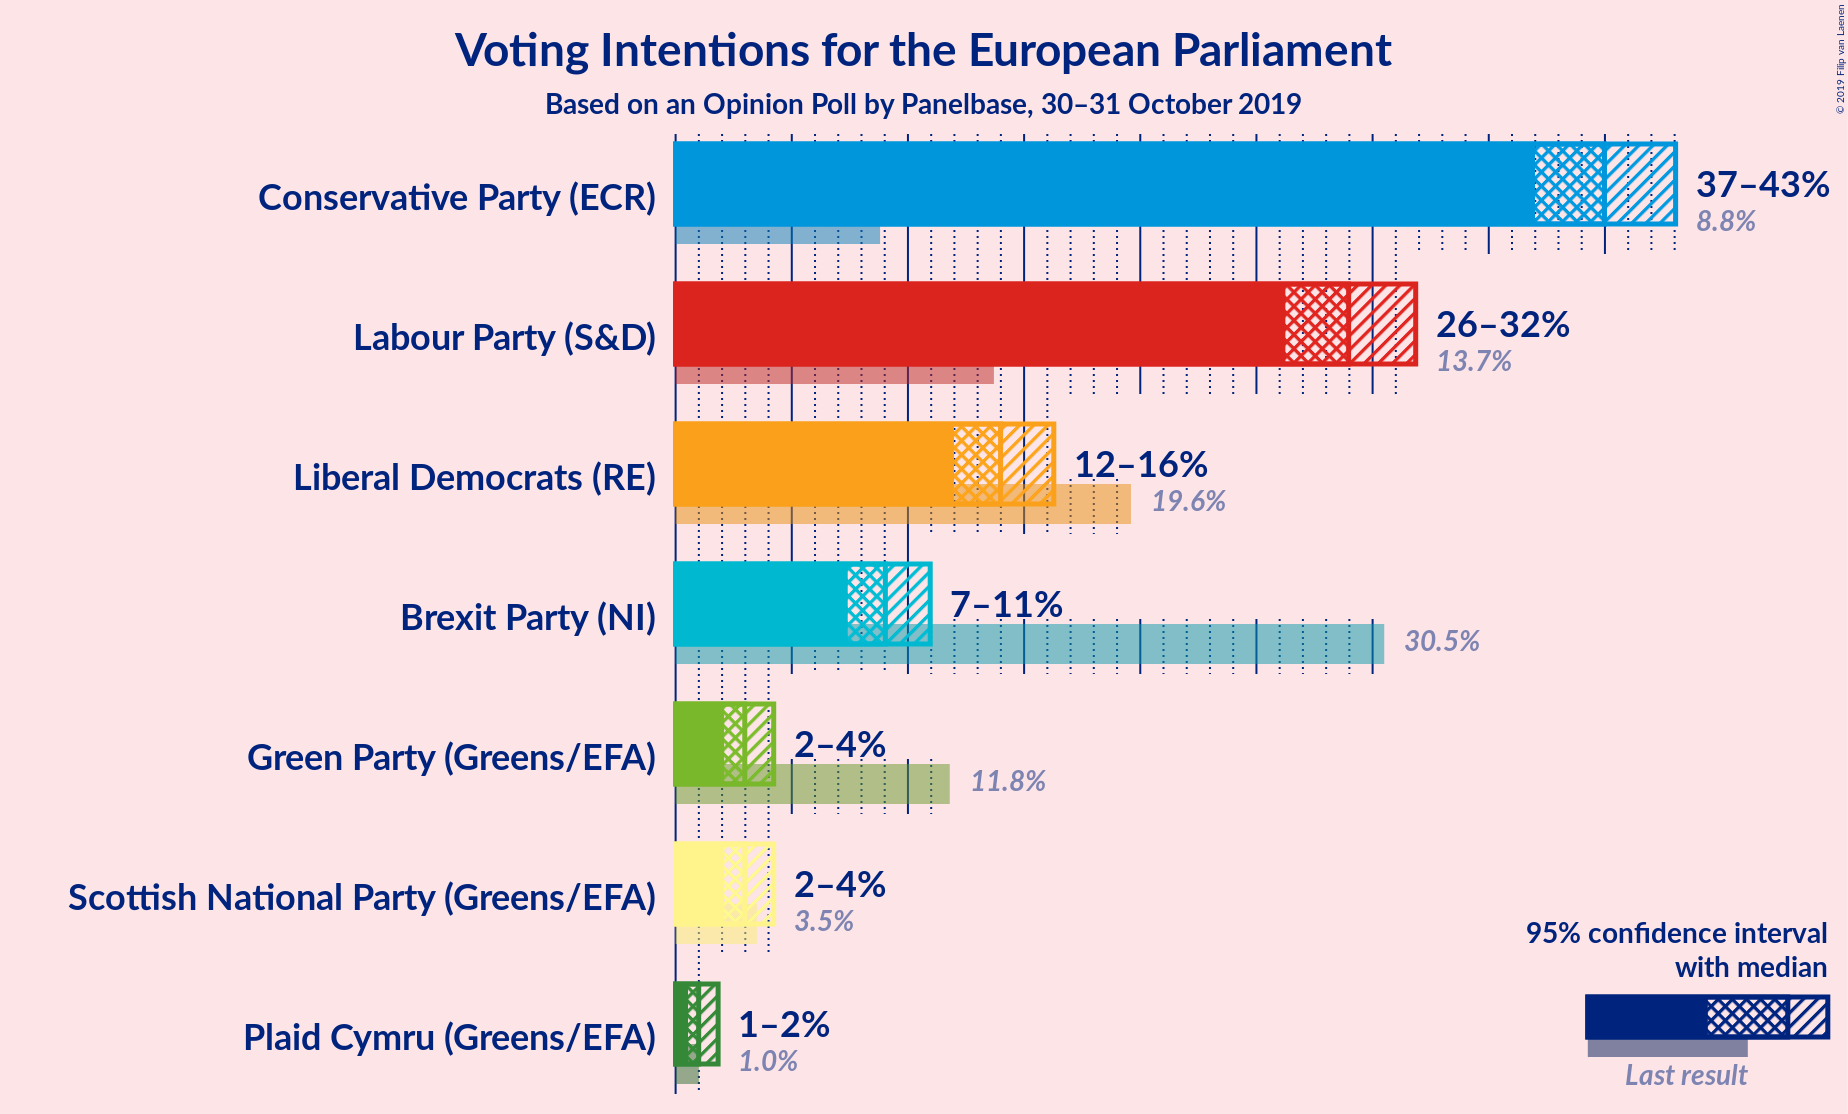 Voting Intentions for the European Parliament
Based on an Opinion Poll by Panelbase, 30–31 October 2019
© 2019 Filip van Laenen
Conservative Party (ECR)
37–43%
8.8%
Labour Party (S&D)
26–32%
13.7%
Liberal Democrats (RE)
12–16%
19.6%
Brexit Party (NI)
7–11%
30.5%
Green Party (Greens/EFA)
2–4%
11.8%
Scottish National Party (Greens/EFA)
2–4%
3.5%
Plaid Cymru (Greens/EFA)
1–2%
1.0%
95% confidence interval
with median
Last result